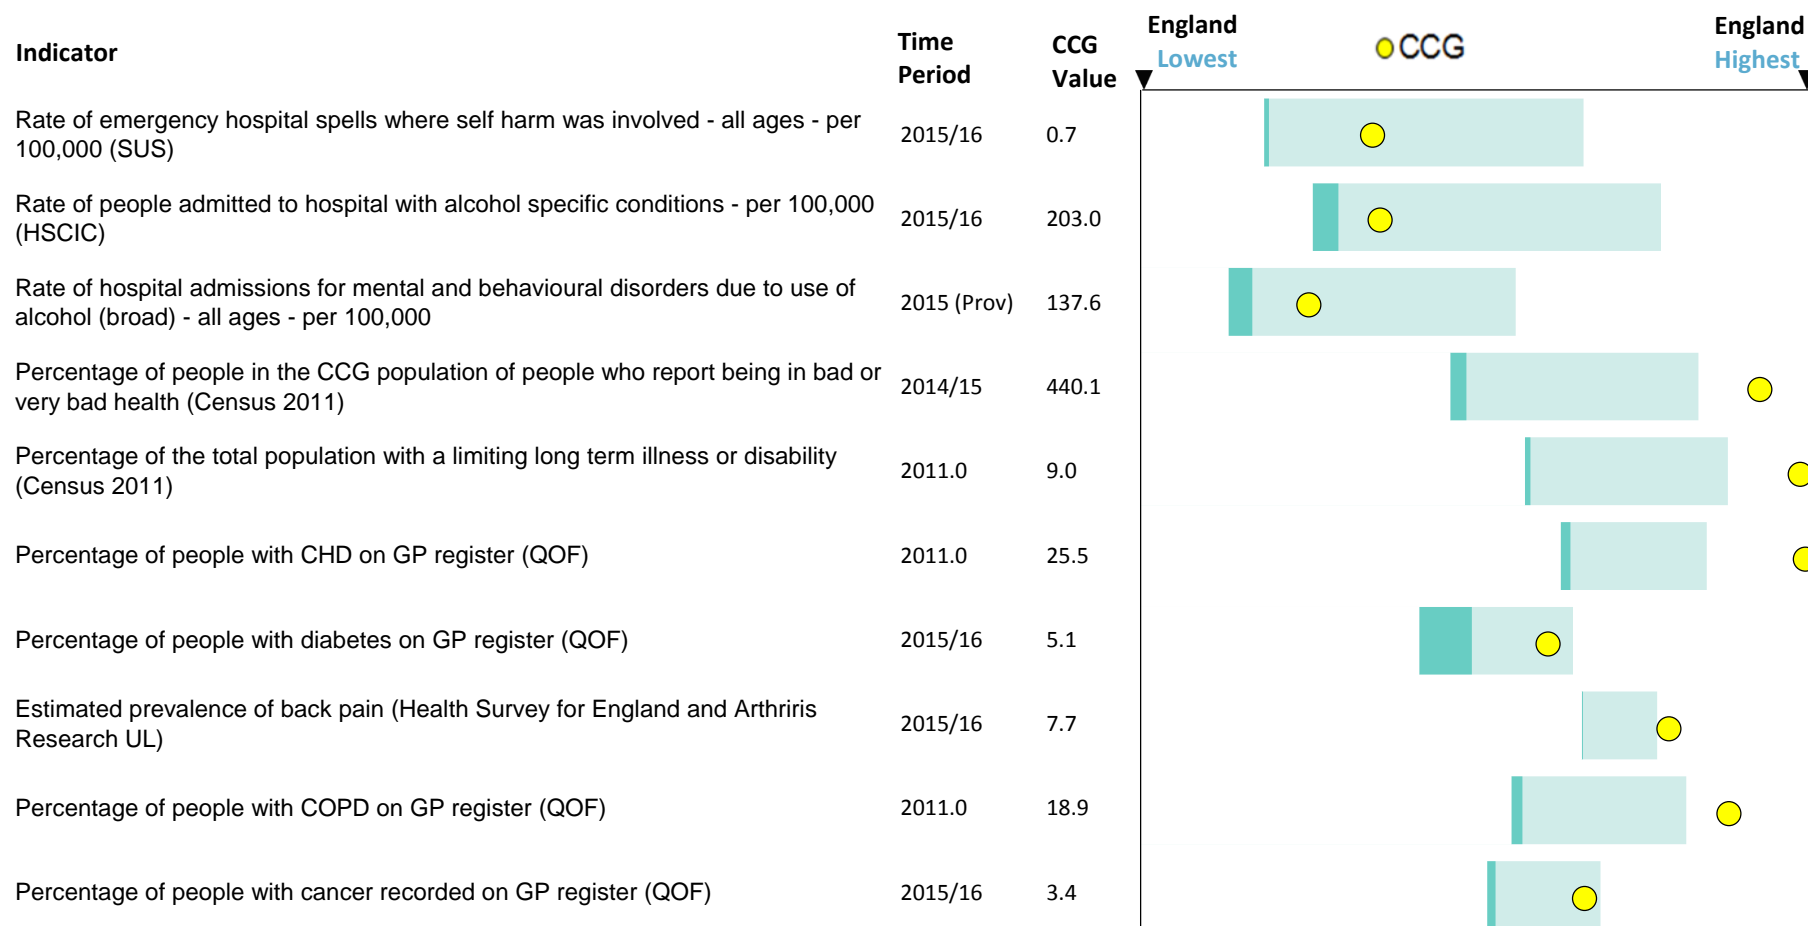 Indicator
Time
Period
CCG
Value
England
Lowest
CCG
England
Highest
Rate of emergency hospital spells where self harm was involved - all ages - per
100,000 (SUS)
2015/16
0.7
Rate of people admitted to hospital with alcohol specific conditions - per 100,000
(HSCIC)
2015/16
203.0
Rate of hospital admissions for mental and behavioural disorders due to use of
alcohol (broad) - all ages - per 100,000
2015 (Prov)
137.6
Percentage of people in the CCG population of people who report being in bad or
very bad health (Census 2011)
2014/15
440.1
Percentage of the total population with a limiting long term illness or disability
(Census 2011)
2011.0
9.0
Percentage of people with CHD on GP register (QOF)
2011.0
25.5
Percentage of people with diabetes on GP register (QOF)
2015/16
5.1
Estimated prevalence of back pain (Health Survey for England and Arthriris
Research UL)
2015/16
7.7
Percentage of people with COPD on GP register (QOF)
2011.0
18.9
Percentage of people with cancer recorded on GP register (QOF)
2015/16
3.4